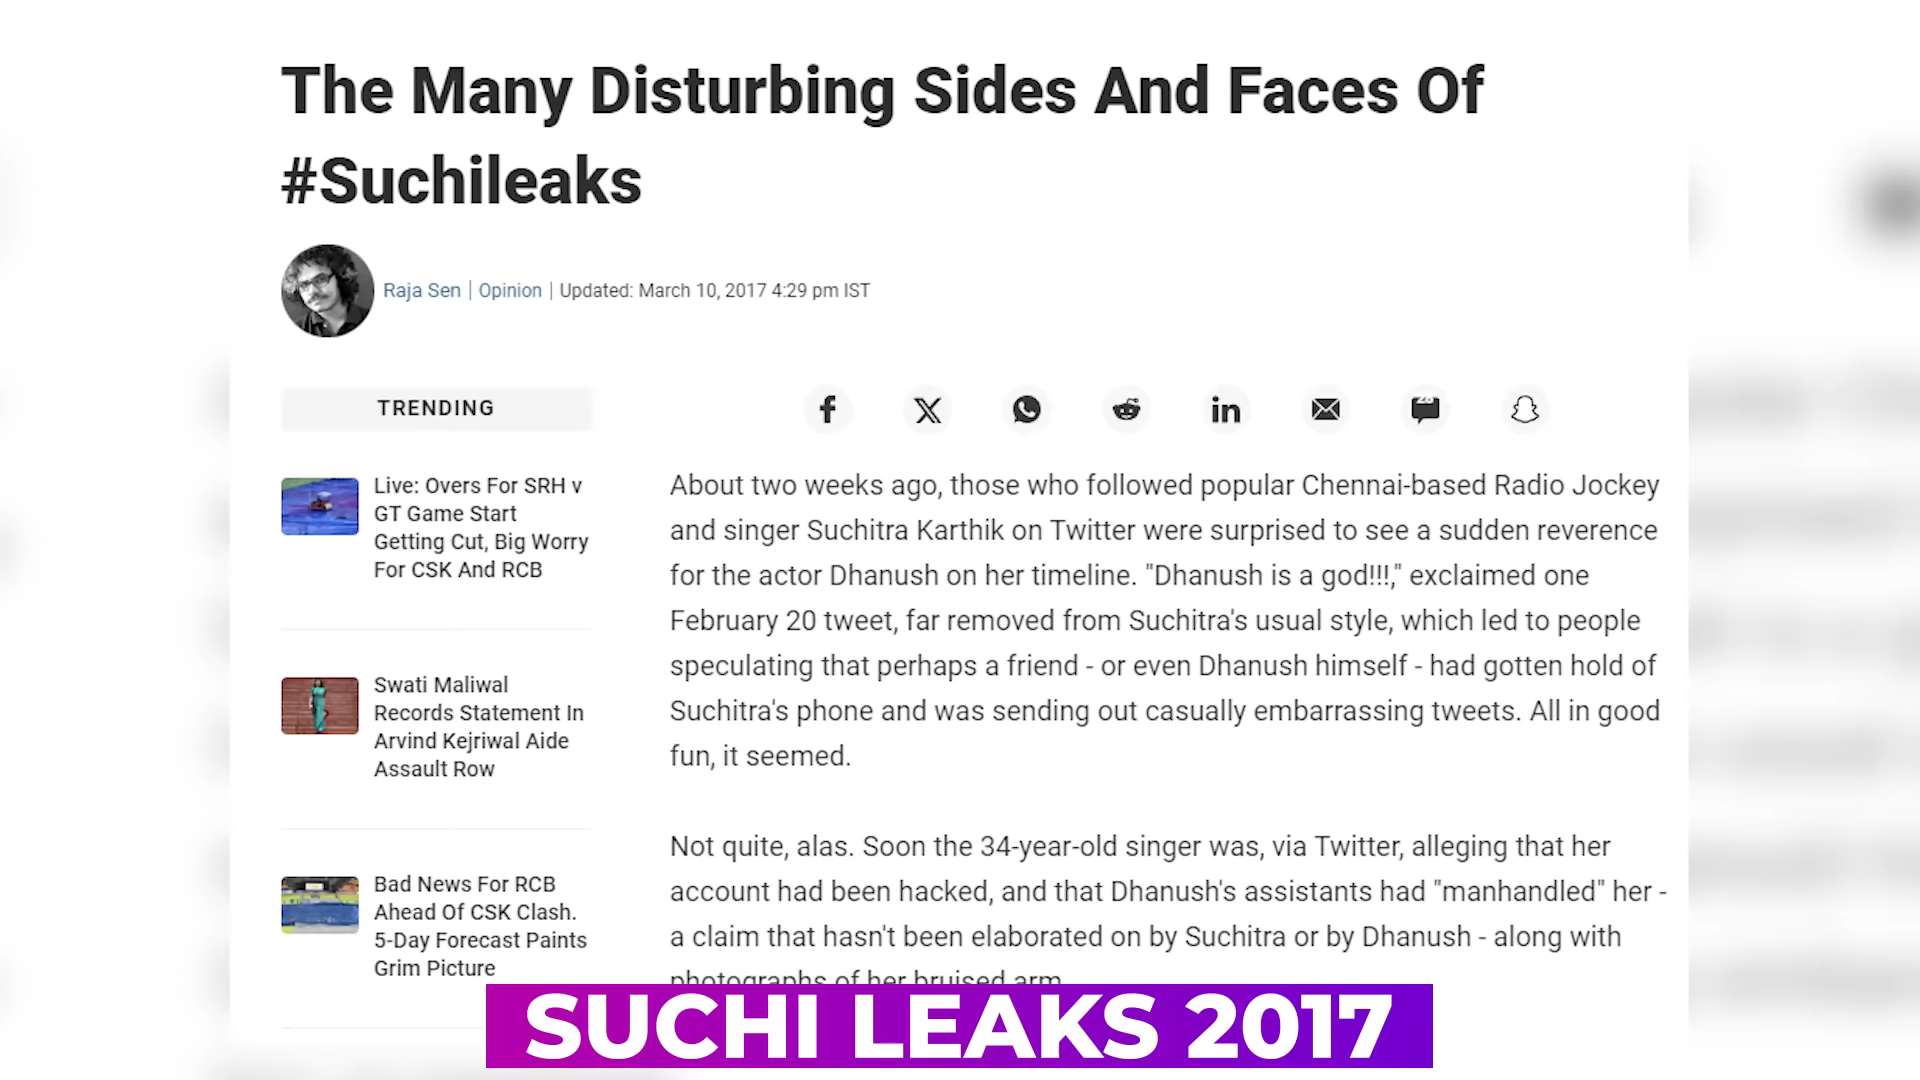 The Many Disturbing Sides And Faces Of
#Suchileaks
Raja Sen | Opinion | Updated: March 10, 2017 4:29 pm IST
TRENDING
Live: Overs For SRH v
GT Game Start
Getting Cut, Big Worry
For CSK And RCB
Swati Maliwal
Records Statement In
Arvind Kejriwal Aide
Assault Row
Bad News For RCB
Ahead Of CSK Clash.
5-Day Forecast Paints
Grim Picture
About two weeks ago, those who followed popular Chennai-based Radio Jockey
and singer Suchitra Karthik on Twitter were surprised to see a sudden reverence
for the actor Dhanush on her timeline. "Dhanush is a god!!!," exclaimed one
February 20 tweet, far removed from Suchitra's usual style, which led to people
speculating that perhaps a friend - or even Dhanush himself - had gotten hold of
Suchitra's phone and was sending out casually embarrassing tweets. All in good
fun, it seemed.
Not quite, alas. Soon the 34-year-old singer was, via Twitter, alleging that her
account had been hacked, and that Dhanush's assistants had "manhandled" her -
a claim that hasn't been elaborated on by Suchitra or by Dhanush - along with
photographs of her bruised arm.
SUCHI LEAKS 2017